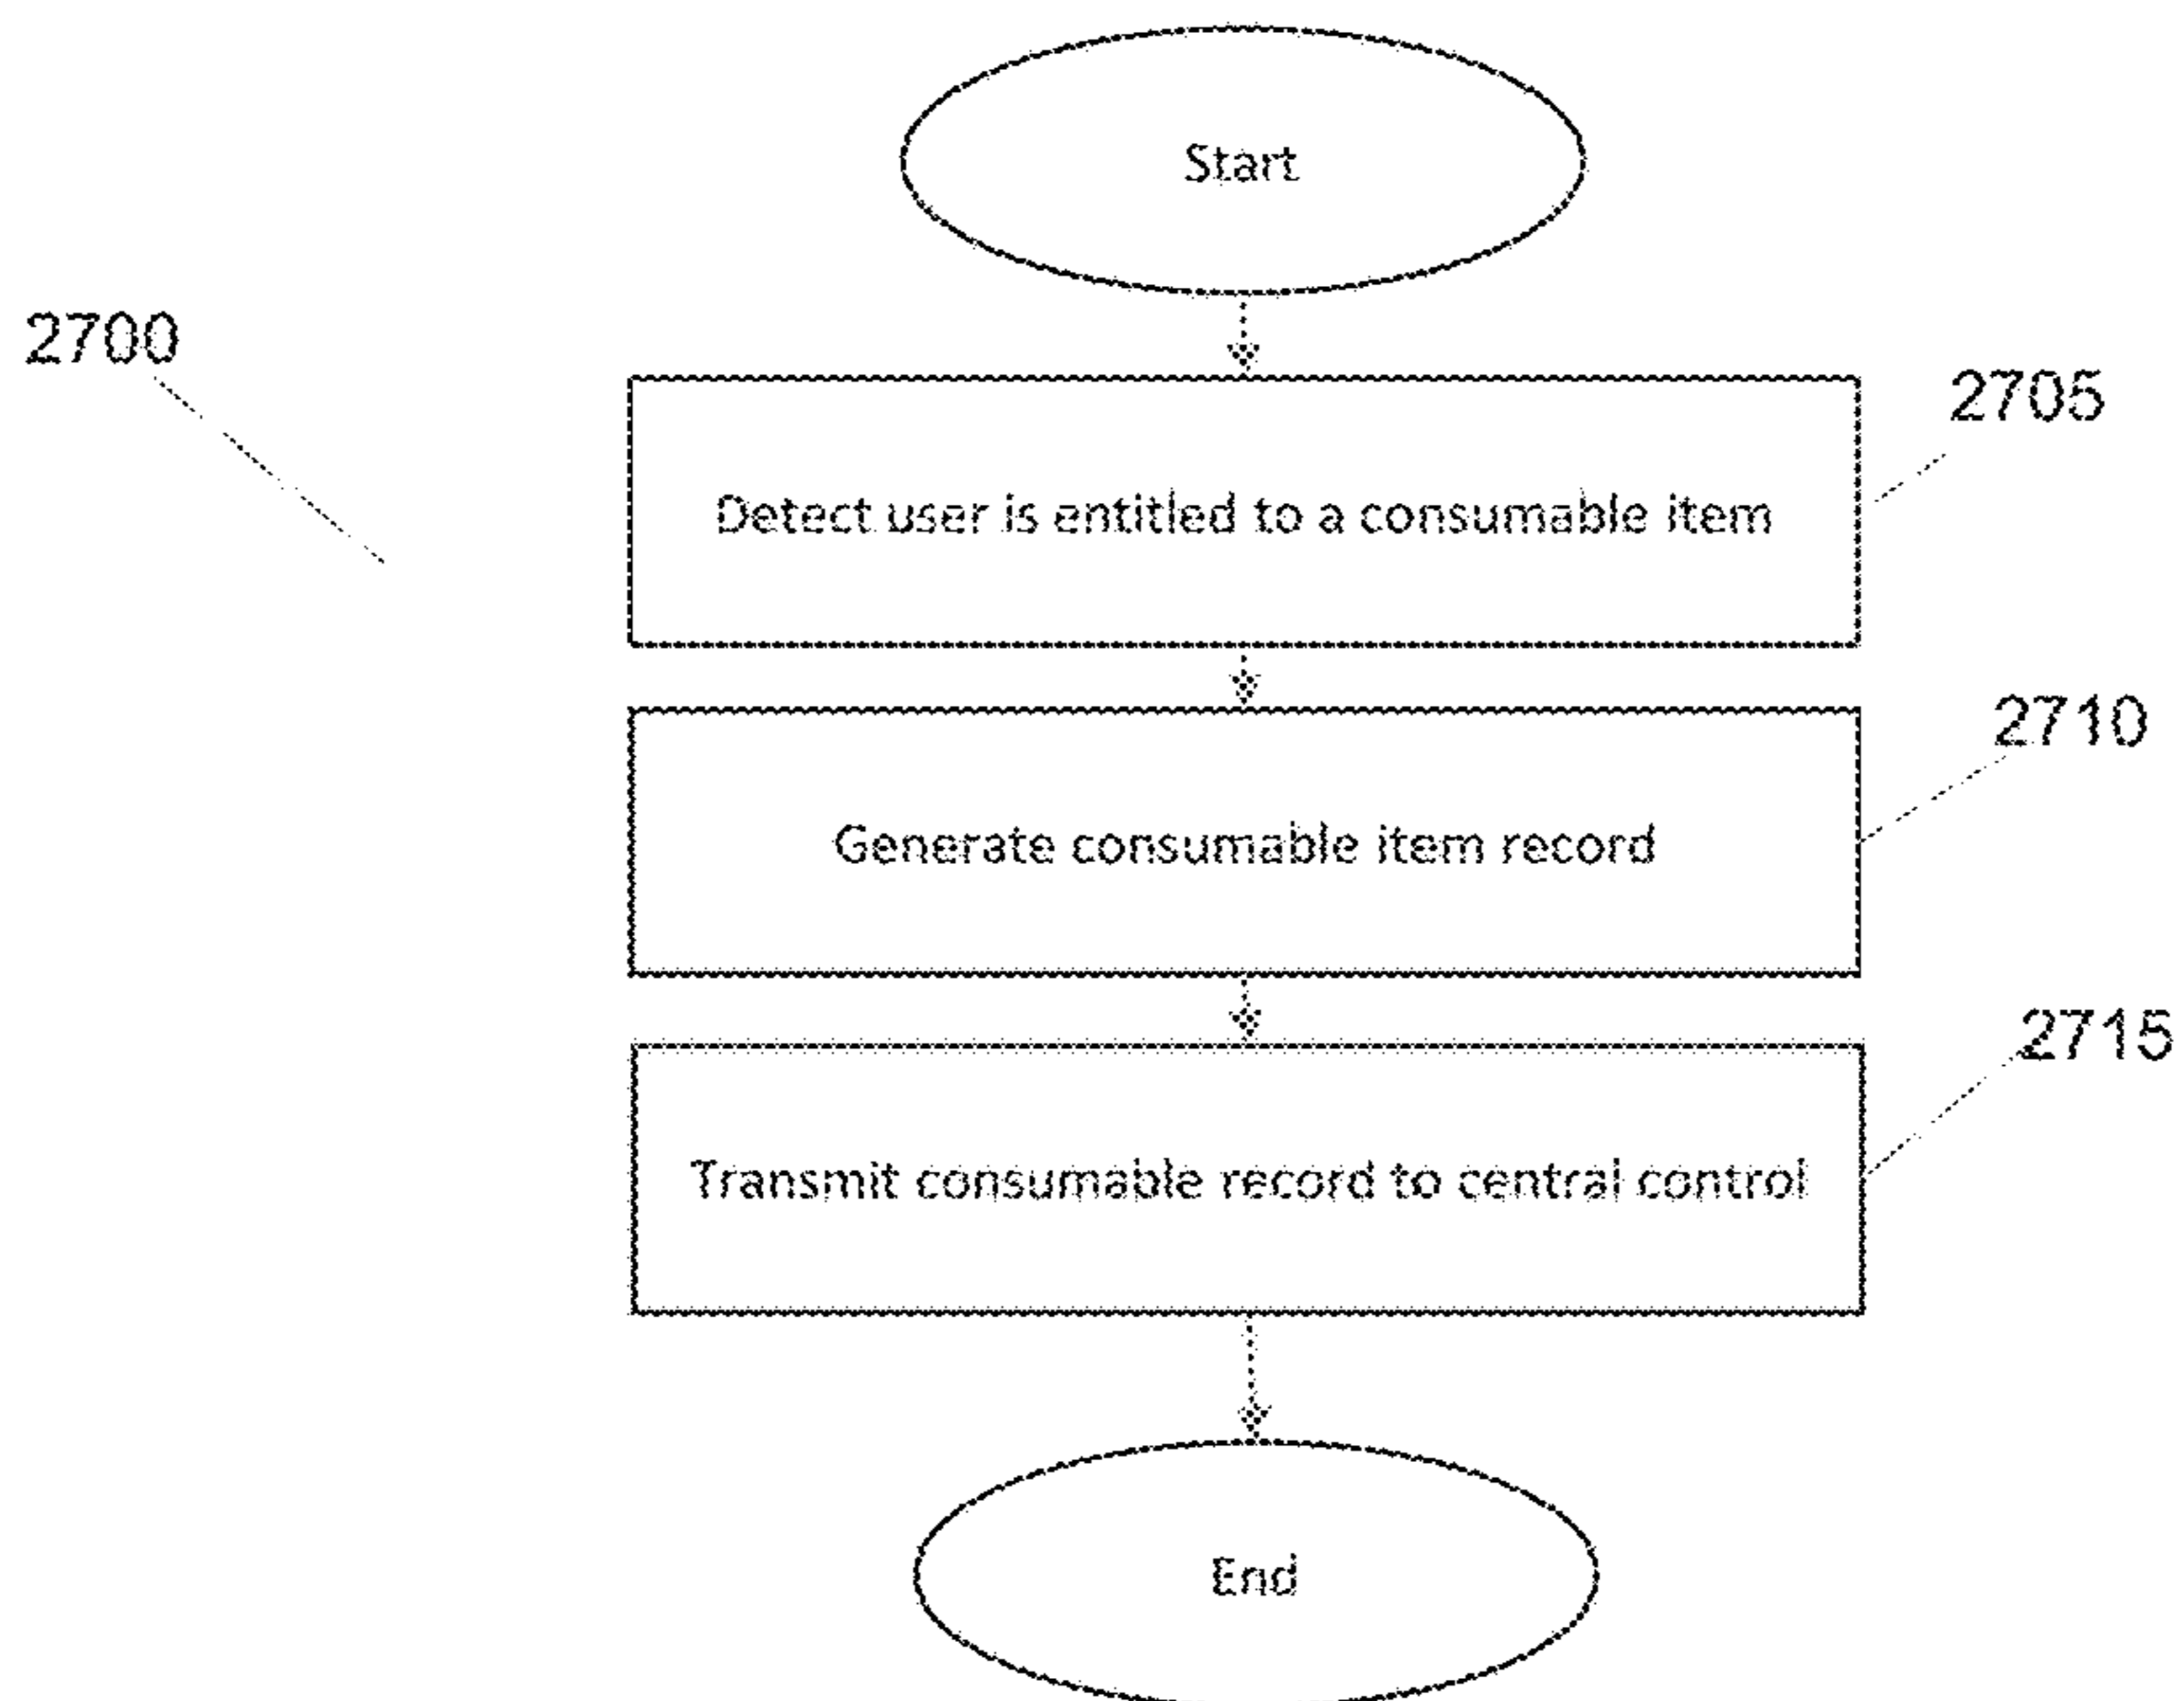 Start
2700
2705
Detect user is entitled to a consumable item
2710
Generate consumable item record
2715
Transmit consumable record to central control
End